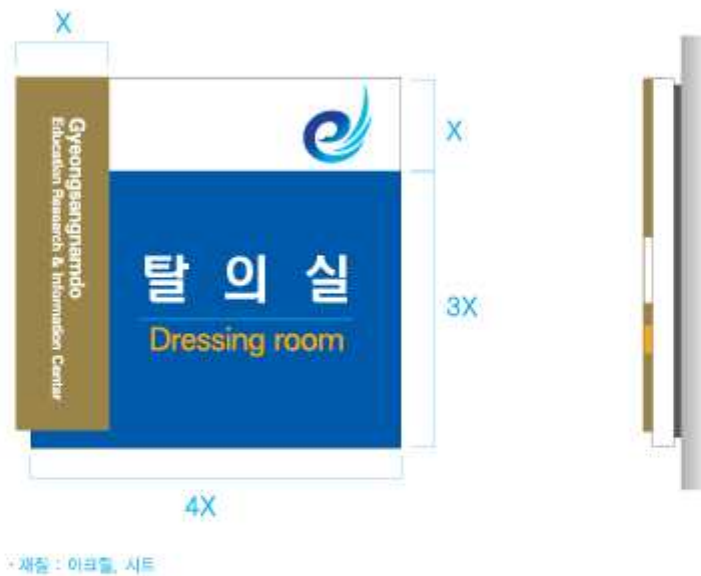 X
Gyeongsangnamdo
Education Research & Information Center
X
탈 의 실
Dressing room
3X
4X
· 재질 : 아크릴, 시트